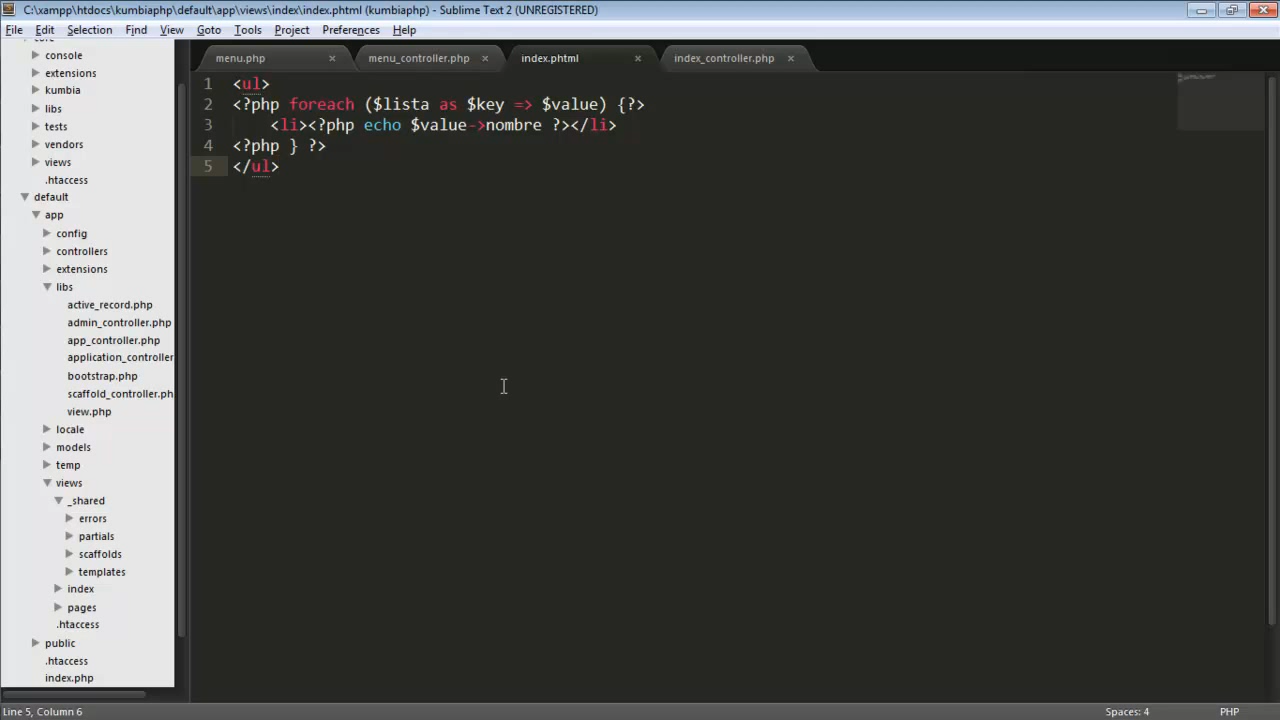 C:\xampp\htdocs\kumbiaphp\default\app\views\index\index.phtml (kumbiaphp) - Sublime Text 2 (UNREGISTERED)
File Edit Selection Find View Goto Tools Project Preferences Help
menu.php menu_controller.php index.phtml index_controller.php
console
extensions
kumbia
libs
tests
vendors
views
.htaccess
default
app
config
controllers
extensions
libs
active_record.php
admin_controller.php
app_controller.php
application_controller
bootstrap.php
scaffold_controller.ph
view.php
locale
models
temp
views
_shared
errors
partials
scaffolds
templates
index
pages
.htaccess
public
.htaccess
index.php
1 <ul>
2 <?php foreach ($lista as $key => $value) {?>
3 <li><?php echo $value->nombre ?></li>
4 <?php } ?>
5 </ul>
Line 5, Column 6 Spaces: 4 PHP